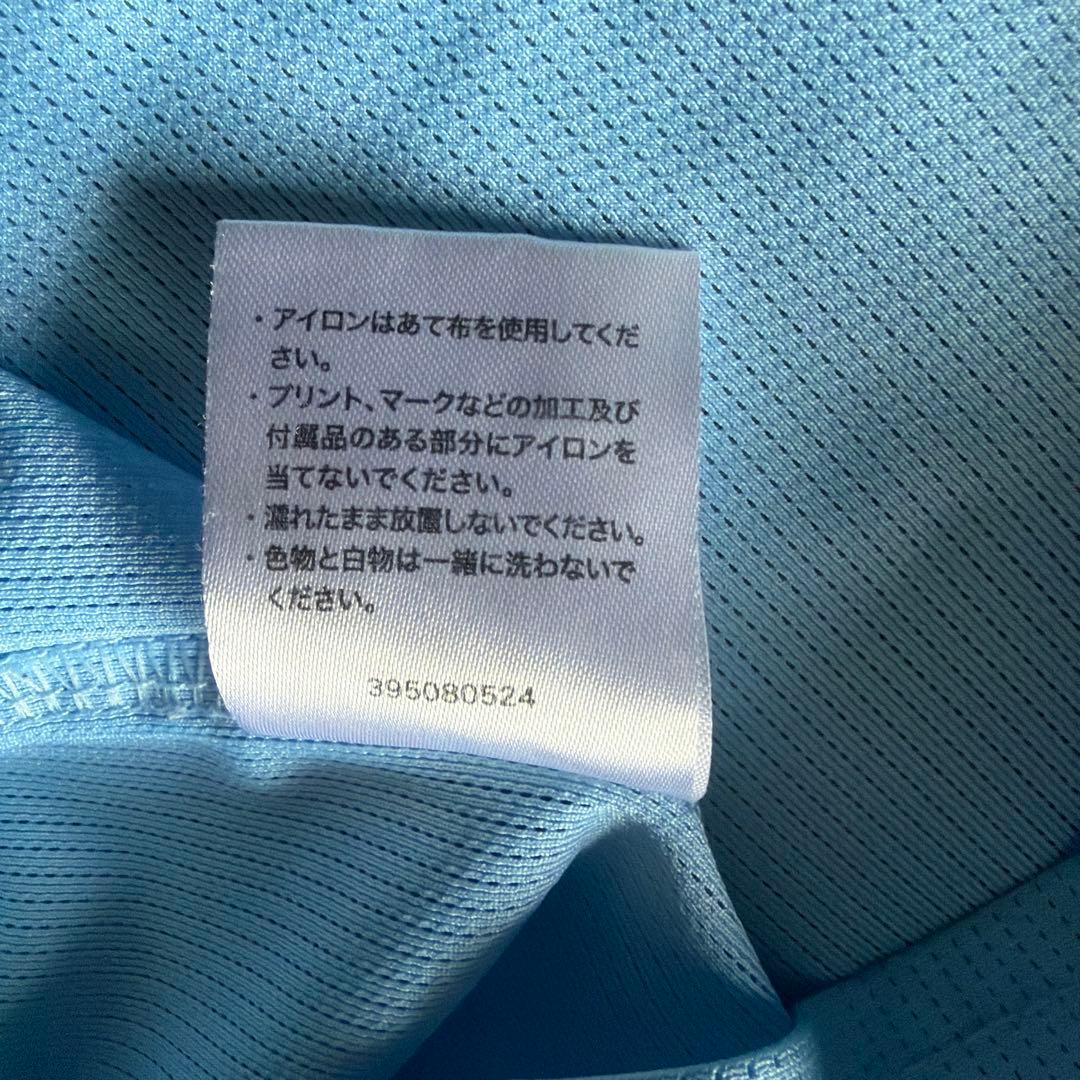 ・アイロンはあて布を使用してくだ
さい。
・プリント、マークなどの加工及び
付属品のある部分にアイロンを
当てないでください。
・濡れたまま放置しないでください。
・色物と白物は一緒に洗わないで
ください。
395080524